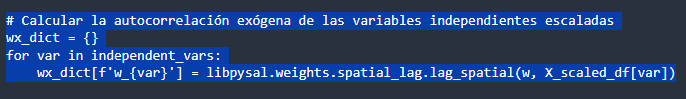 # Calcular la autocorrelación exógena de las variables independientes escaladas
wx_dict = {}
for var in independent_vars:
    wx_dict[f'w_{var}'] = libpysal.weights.spatial_lag.lag_spatial(w, X_scaled_df[var])